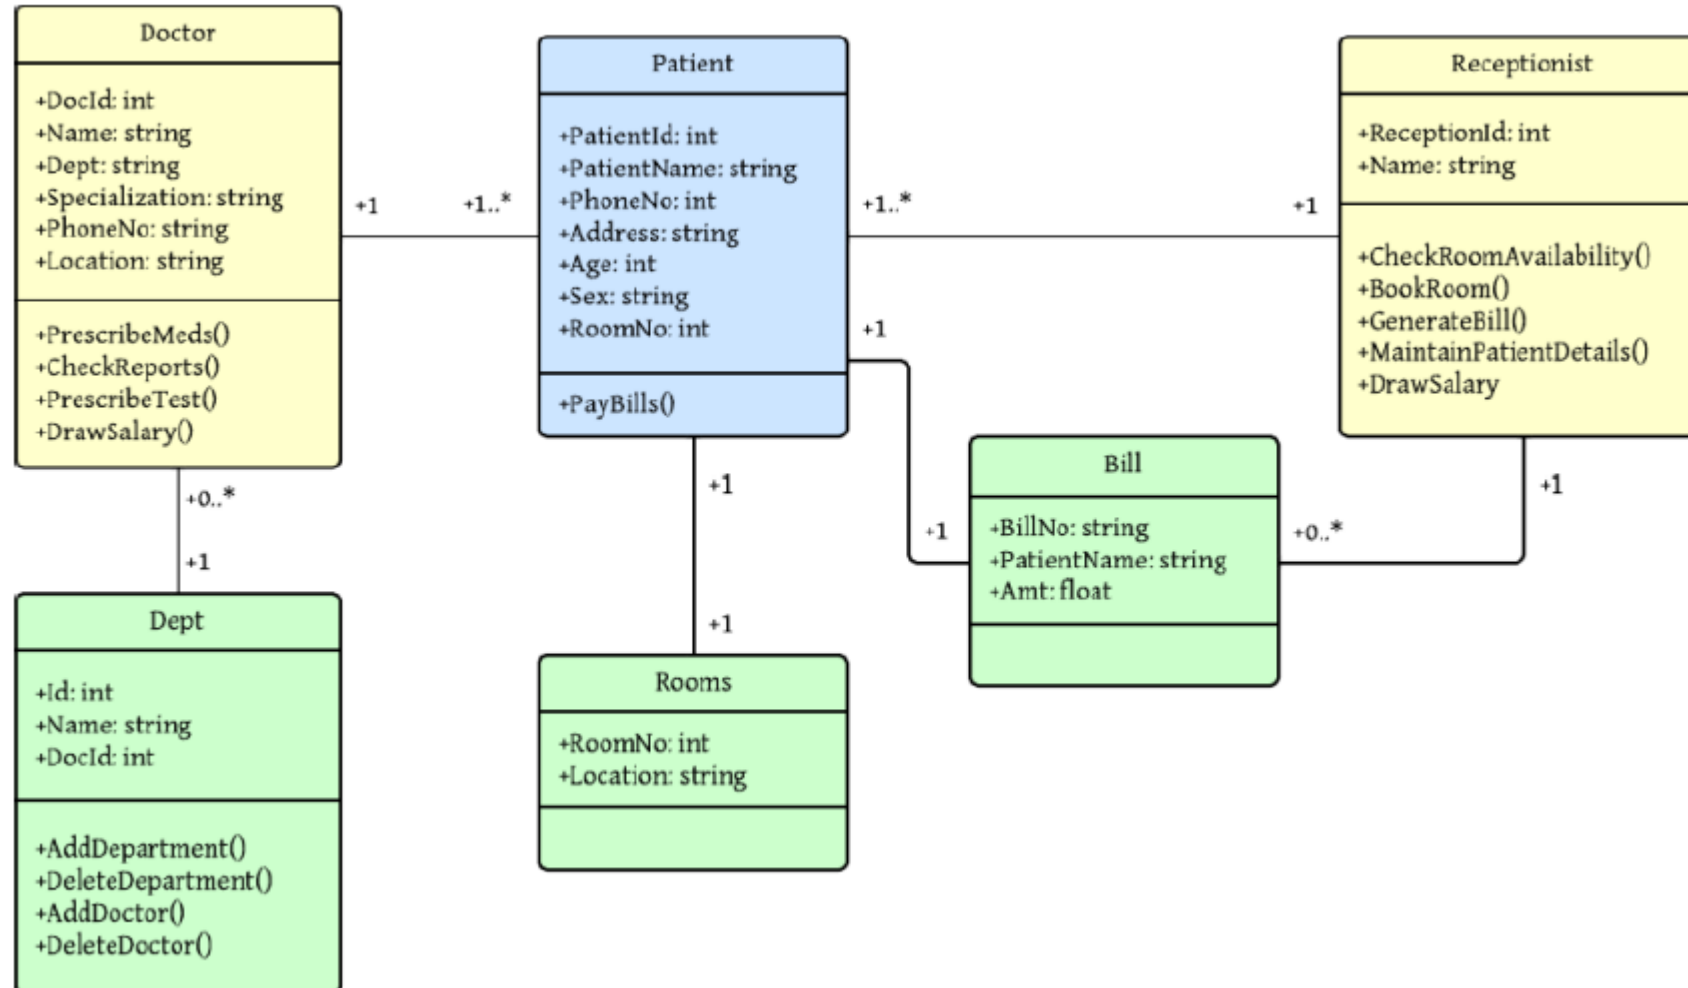 Doctor
+DocId: int
+Name: string
+Dept: string
+Specialization: string
+PhoneNo: string
+Location: string
+PrescribeMeds()
+CheckReports()
+PrescribeTest()
+DrawSalary()
+1
+1..*
Patient
+PatientId: int
+PatientName: string
+PhoneNo: int
+Address: string
+Age: int
+Sex: string
+RoomNo: int
+PayBills()
+1..*
+1
Receptionist
+ReceptionId: int
+Name: string
+CheckRoomAvailability()
+BookRoom()
+GenerateBill()
+MaintainPatientDetails()
+DrawSalary
+0..*
+1
Dept
+Id: int
+Name: string
+DocId: int
+AddDepartment()
+DeleteDepartment()
+AddDoctor()
+DeleteDoctor()
+1
+1
Rooms
+RoomNo: int
+Location: string
+1
+1
Bill
+BillNo: string
+PatientName: string
+Amt: float
+0..*
+1